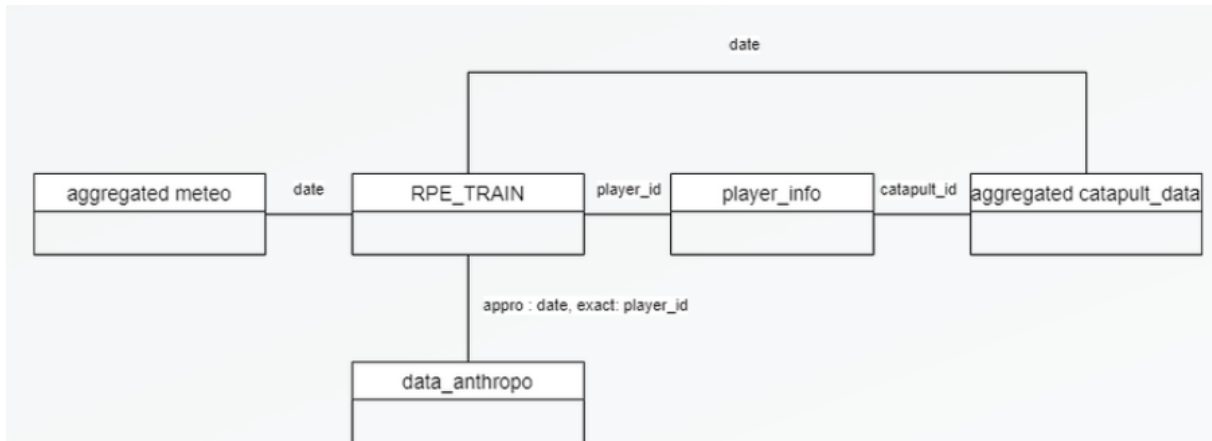 date
aggregated meteo
date
RPE_TRAIN
player_id
player_info
catapult_id
aggregated catapult_data
appro : date, exact: player_id
data_anthropo